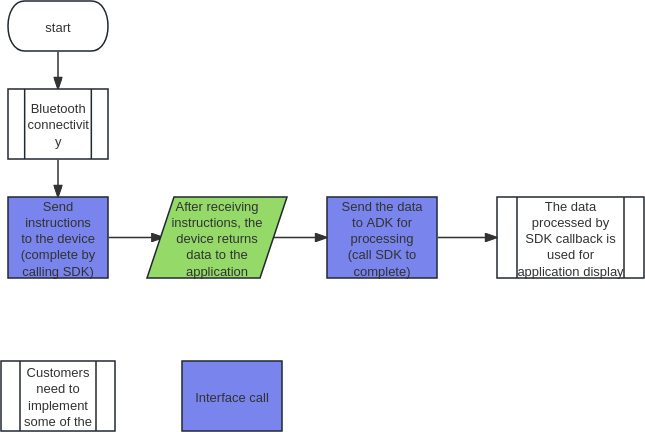 start
Bluetooth
connectivit
y
Send
instructions
to the device
(complete by
calling SDK)
After receiving
instructions, the
device returns
data to the
application
Send the data
to ADK for
processing
(call SDK to
complete)
The data
processed by
SDK callback is
used for
application display
Customers
need to
implement
some of the
Interface call